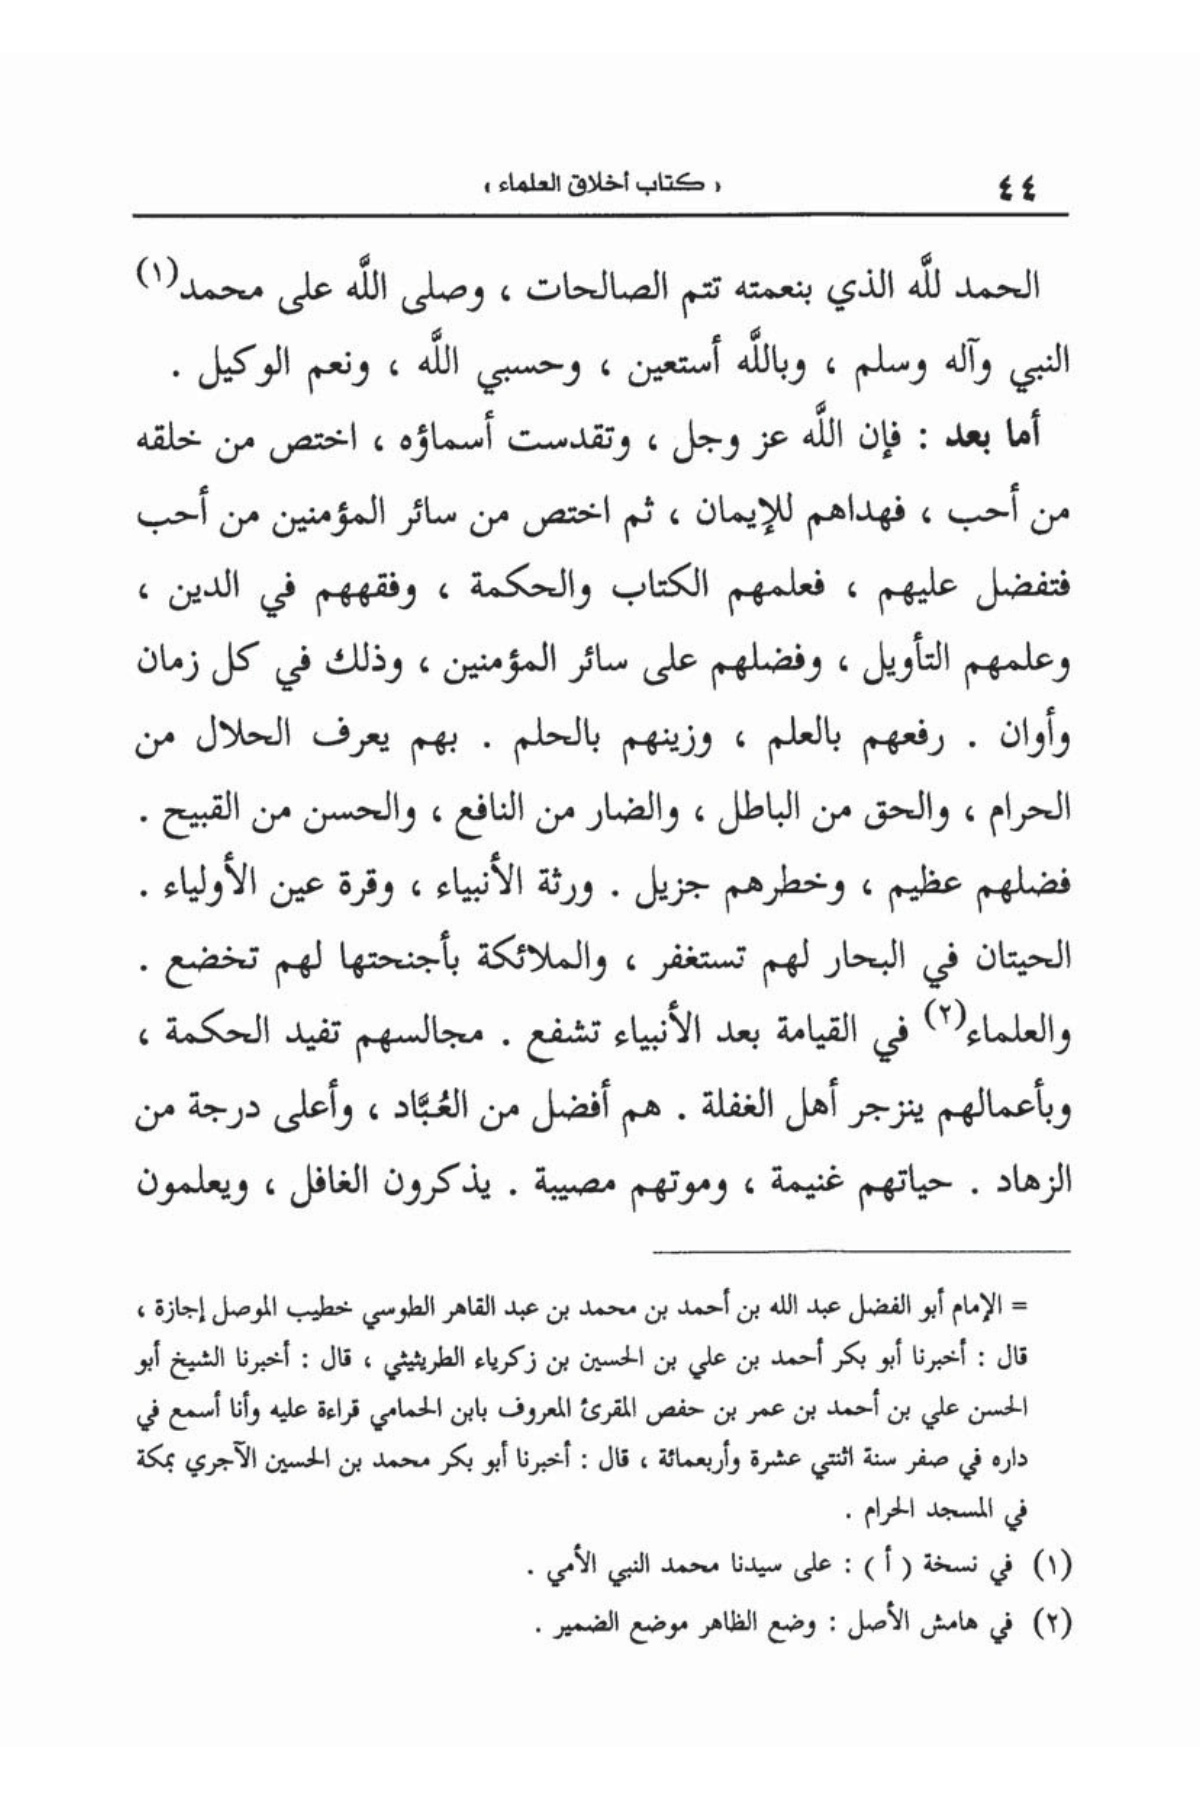 ٤٤
« كتاب أخلاق العلماء »
الحمد للَّه الذي بنعمته تتم الصالحات ، وصلى اللَّه على محمد(١)
النبي وآله وسلم ، وباللَّه أستعين ، وحسبي اللَّه ، ونعم الوكيل .
أما بعد : فإن اللَّه عز وجل ، وتقدست أسماؤه ، اختص من خلقه
من أحب ، فهداهم للإيمان ، ثم اختص من سائر المؤمنين من أحب
فتفضل عليهم ، فعلمهم الكتاب والحكمة ، وفقههم في الدين ،
وعلمهم التأويل ، وفضلهم على سائر المؤمنين ، وذلك في كل زمان
وأوان . رفعهم بالعلم ، وزينهم بالحلم . بهم يعرف الحلال من
الحرام ، والحق من الباطل ، والضار من النافع ، والحسن من القبيح .
فضلهم عظيم ، وخطرهم جزيل . ورثة الأنبياء ، وقرة عين الأولياء .
الحيتان في البحار لهم تستغفر ، والملائكة بأجنحتها لهم تخضع .
والعلماء(٢) في القيامة بعد الأنبياء تشفع . مجالسهم تفيد الحكمة ،
وبأعمالهم ينزجر أهل الغفلة . هم أفضل من العُبَّاد ، وأعلى درجة من
الزهاد . حياتهم غنيمة ، وموتهم مصيبة . يذكرون الغافل ، ويعلمون
= الإمام أبو الفضل عبد الله بن أحمد بن محمد بن عبد القاهر الطوسي خطيب الموصل إجازة ،
قال : أخبرنا أبو بكر أحمد بن علي بن الحسين بن زكرياء الطريثيثي ، قال : أخبرنا الشيخ أبو
الحسن علي بن أحمد بن عمر بن حفص المقرئ المعروف بابن الحمامي قراءة عليه وأنا أسمع في
داره في صفر سنة اثنتي عشرة وأربعمائة ، قال : أخبرنا أبو بكر محمد بن الحسين الآجري بمكة
في المسجد الحرام .
(١) في نسخة ( أ ) : على سيدنا محمد النبي الأمي .
(٢) في هامش الأصل : وضع الظاهر موضع الضمير .